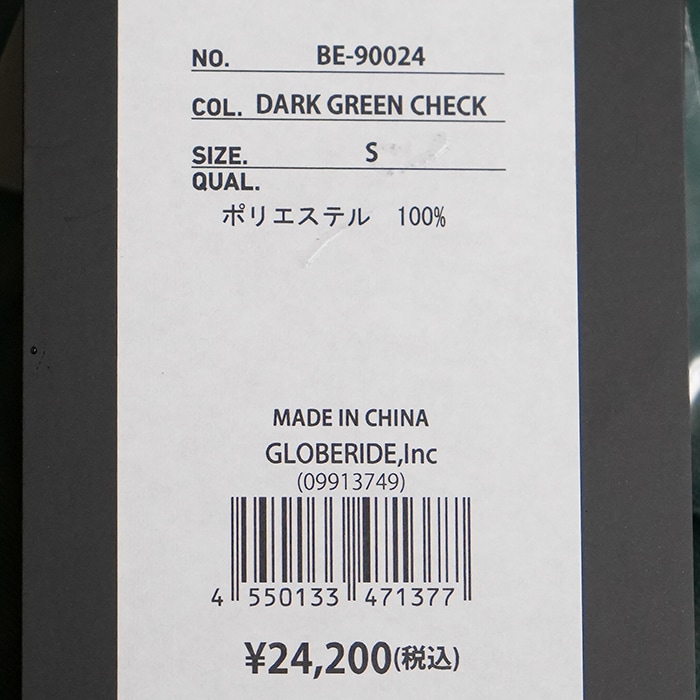 NO. BE-90024
COL. DARK GREEN CHECK
SIZE. S
QUAL.
ポリエステル 100%
MADE IN CHINA
GLOBERIDE,Inc
(09913749)
4 550133 471377
¥24,200(税込)